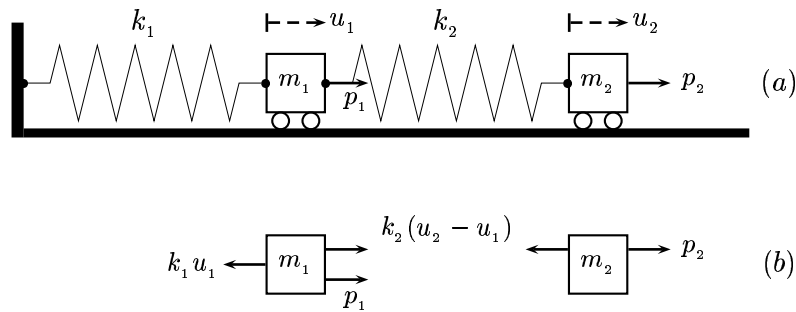 k₁ u₁ k₂ u₂
m₁ p₁ m₂ p₂ (a)
k₁u₁ m₁ p₁ k₂(u₂ − u₁) m₂ p₂ (b)